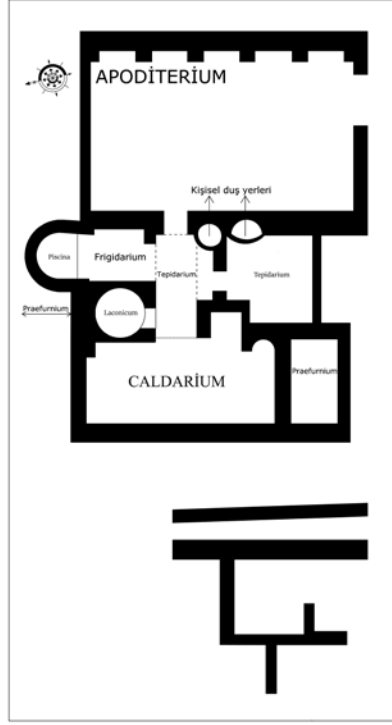 APODİTERİUM
Kişisel duş yerleri
Piscina
Frigidarium
Tepidarium
Tepidarium
Praefurnium
Laconicum
Praefurnium
CALDARİUM